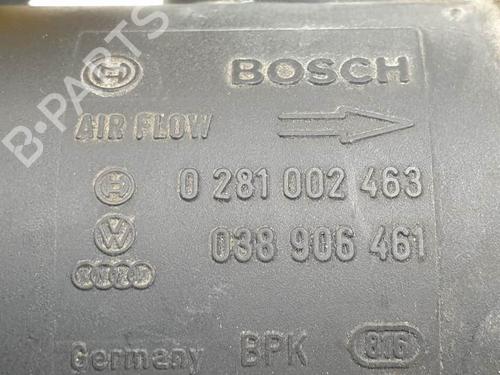 BOSCH
AIR FLOW
0 281 002 463
038 906 461
Germany BPK 816
B-PARTS